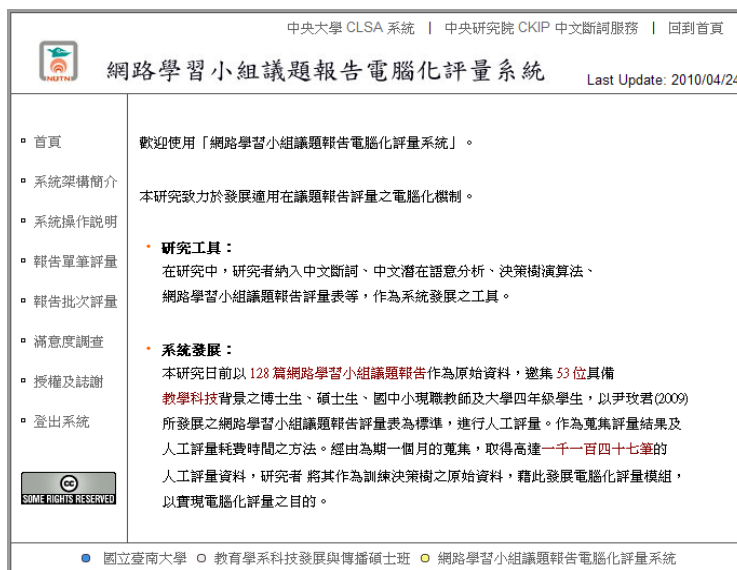 中央大學 CLSA 系統 | 中央研究院 CKIP 中文斷詞服務 | 回到首頁
NUTN
網路學習小組議題報告電腦化評量系統
Last Update: 2010/04/24
首頁
系統架構簡介
系統操作說明
報告單筆評量
報告批次評量
滿意度調查
授權及誌謝
登出系統
cc
SOME RIGHTS RESERVED
歡迎使用「網路學習小組議題報告電腦化評量系統」。
本研究致力於發展適用在議題報告評量之電腦化機制。
研究工具：
在研究中，研究者納入中文斷詞、中文潛在語意分析、決策樹演算法、
網路學習小組議題報告評量表等，作為系統發展之工具。
系統發展：
本研究目前以 128 篇網路學習小組議題報告作為原始資料，邀集 53 位具備
教學科技背景之博士生、碩士生、國中小現職教師及大學四年級學生，以尹玫君(2009)
所發展之網路學習小組議題報告評量表為標準，進行人工評量。作為蒐集評量結果及
人工評量耗費時間之方法。經由為期一個月的蒐集，取得高達一千一百四十七筆的
人工評量資料，研究者 將其作為訓練決策樹之原始資料，藉此發展電腦化評量模組，
以實現電腦化評量之目的。
國立臺南大學 教育學系科技發展與傳播碩士班 網路學習小組議題報告電腦化評量系統